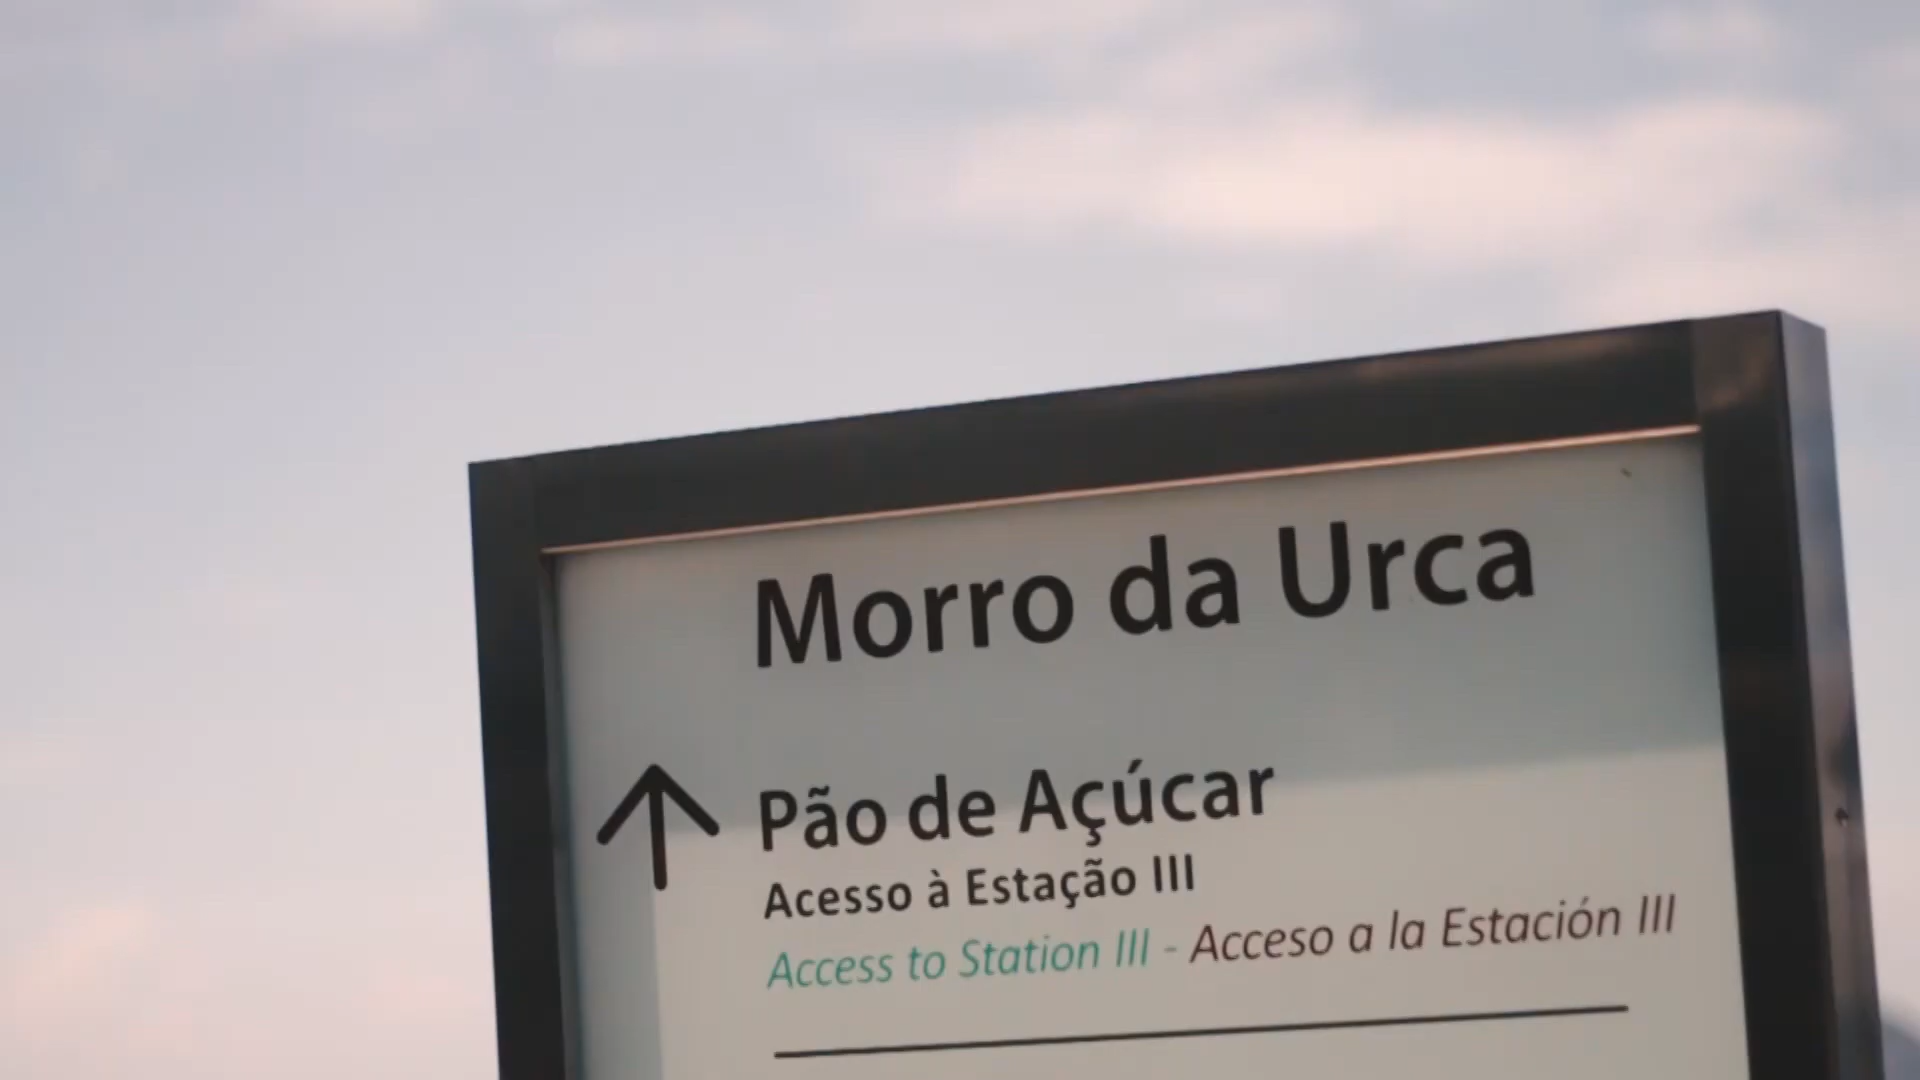 Morro da Urca
Pão de Açúcar
Acesso à Estação III
Access to Station III - Acceso a la Estación III